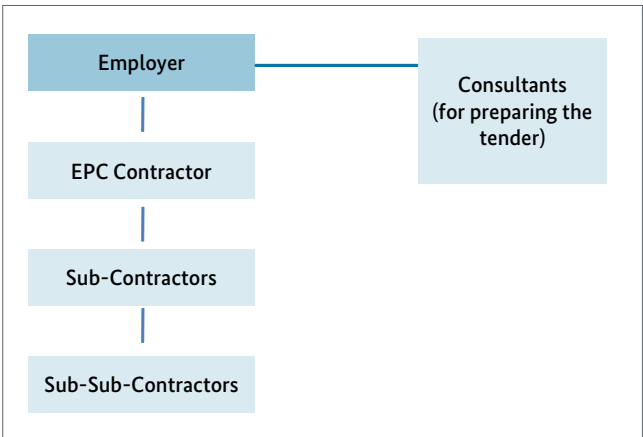 Employer
Consultants
(for preparing the
tender)
EPC Contractor
Sub-Contractors
Sub-Sub-Contractors